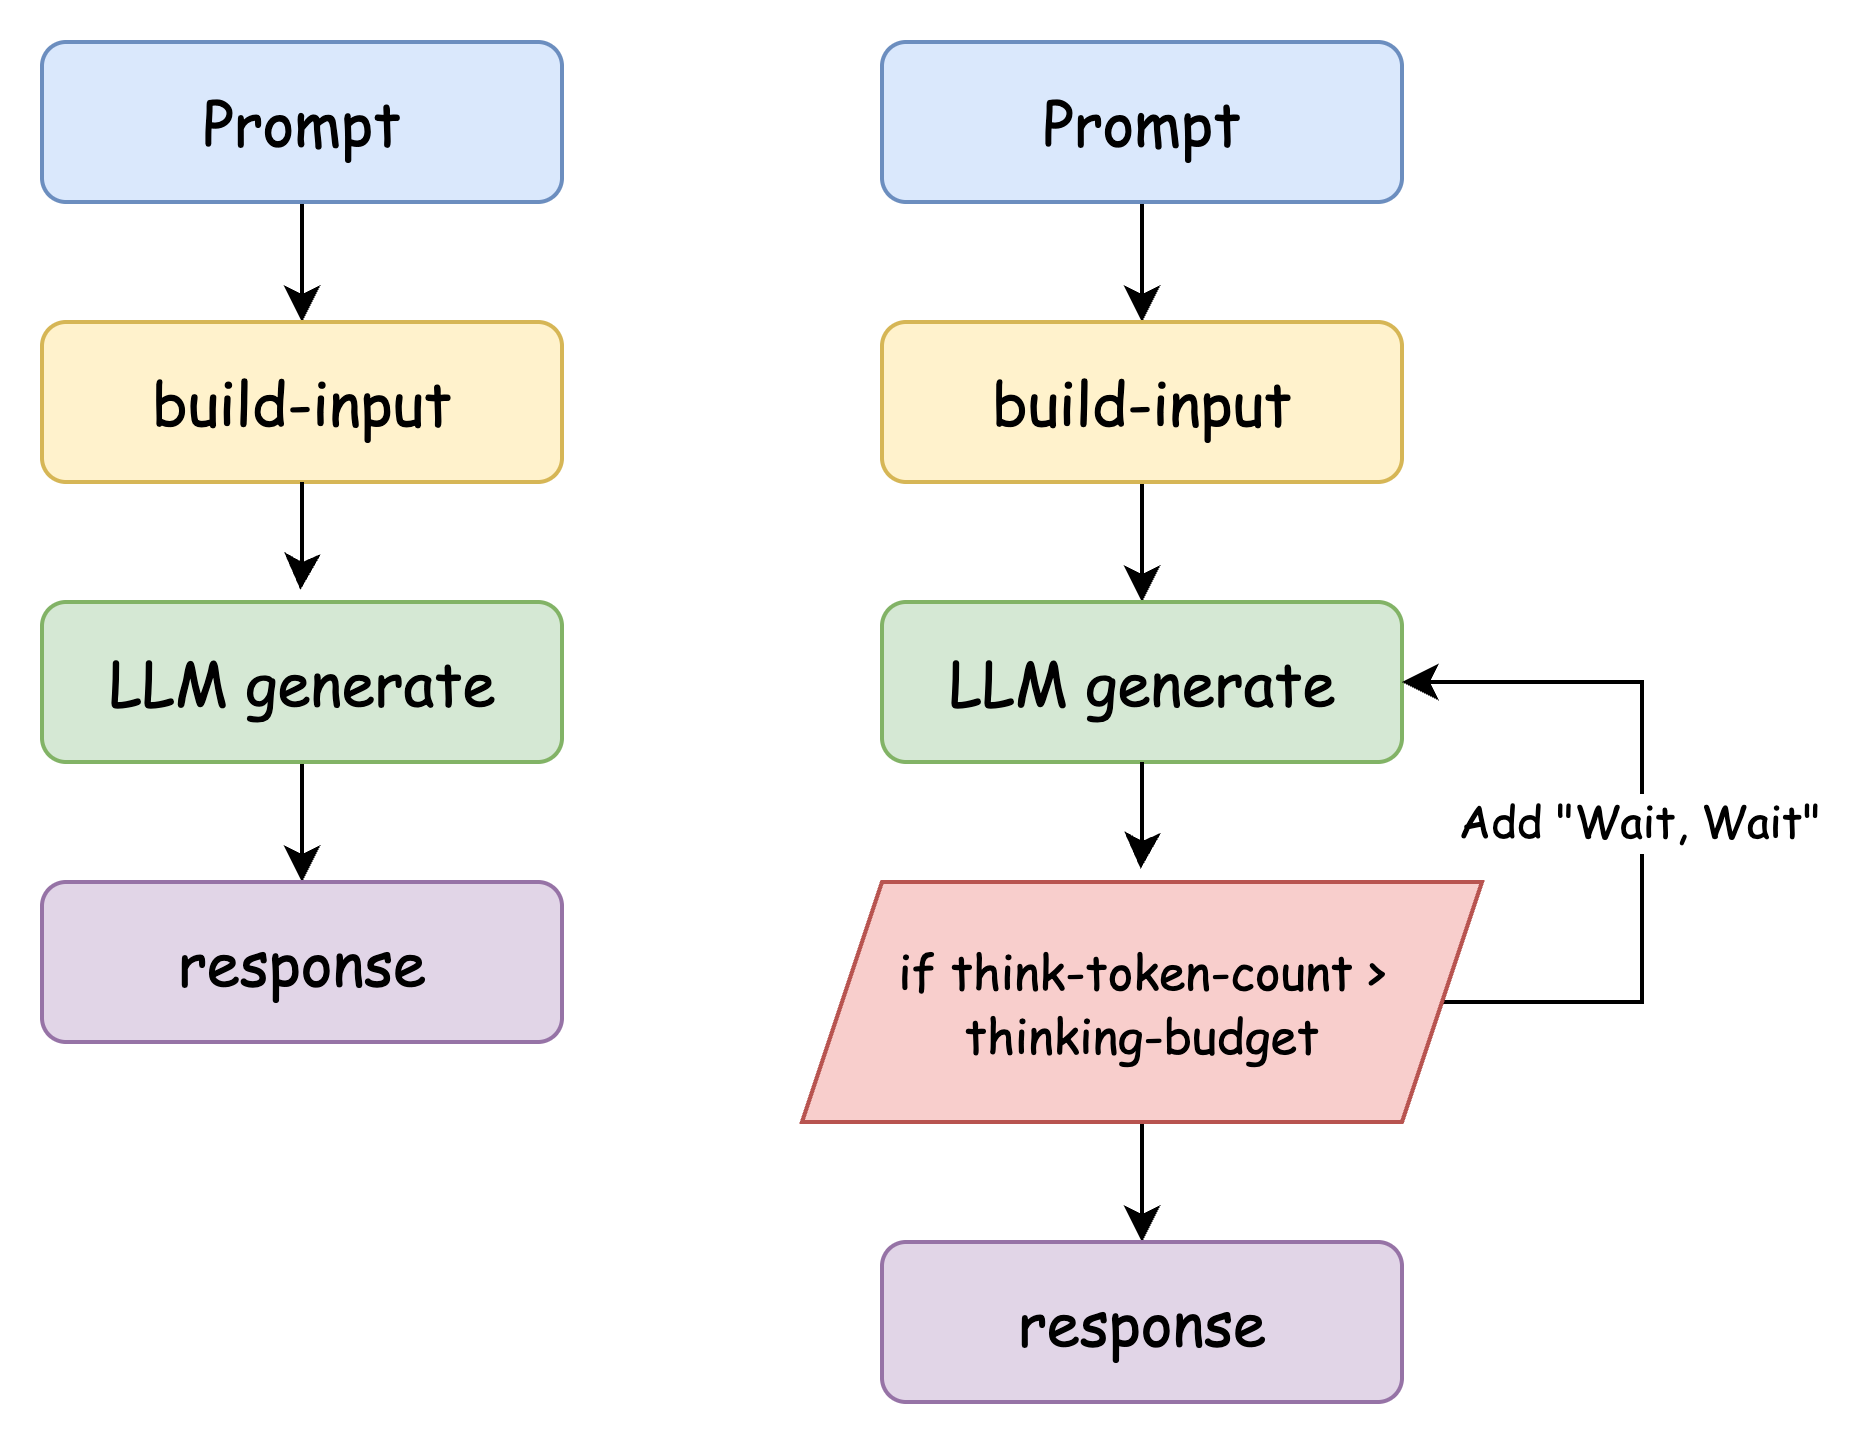 Prompt
build-input
LLM generate
response
Prompt
build-input
LLM generate
Add "Wait, Wait"
if think-token-count >
thinking-budget
response